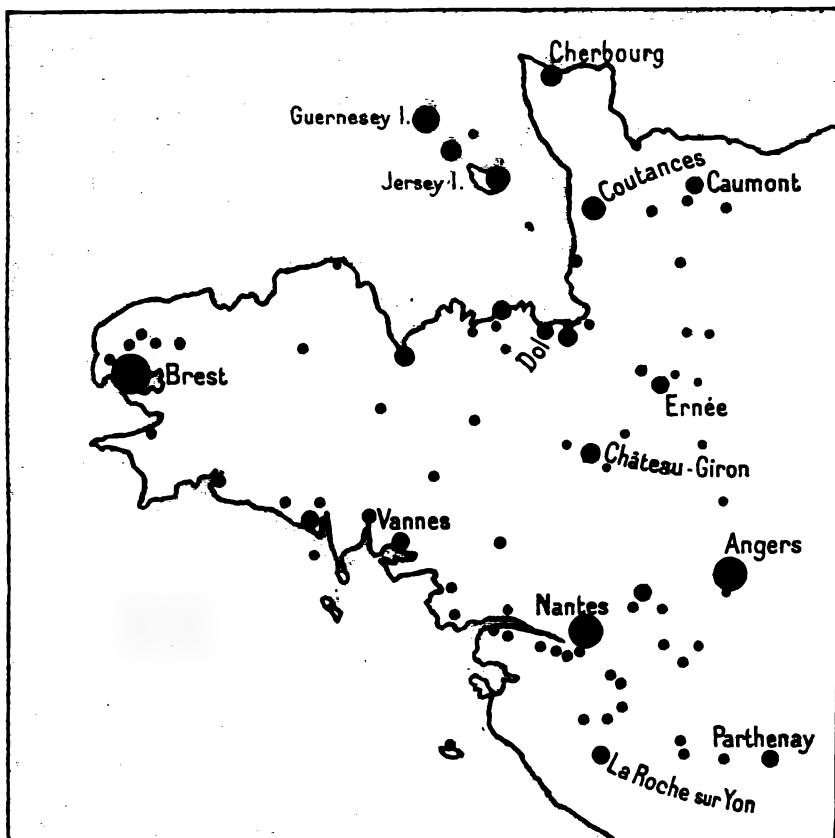 Cherbourg
Guernesey I.
Jersey I.
Coutances
Caumont
Dol
Brest
Ernée
Château-Giron
Vannes
Angers
Nantes
Parthenay
La Roche sur Yon